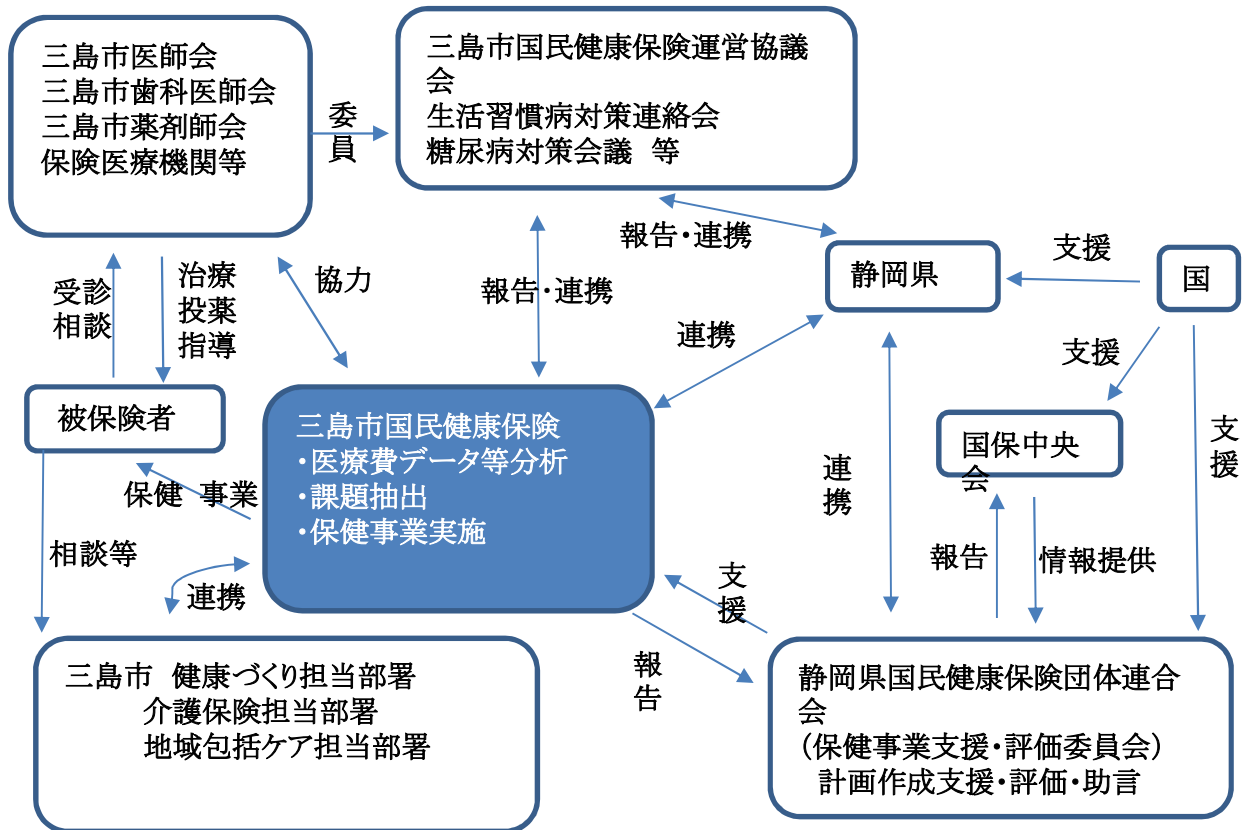 三島市医師会
三島市歯科医師会
三島市薬剤師会
保険医療機関等
委
員
三島市国民健康保険運営協議
会
生活習慣病対策連絡会
糖尿病対策会議 等
報告・連携
支援
静岡県
国
受診
相談
治療
投薬
指導
協力
報告・連携
連携
支援
支
援
被保険者
三島市国民健康保険
・医療費データ等分析
・課題抽出
・保健事業実施
国保中央
会
連
携
保健 事業
相談等
連携
報告
情報提供
支
援
報
告
三島市 健康づくり担当部署
介護保険担当部署
地域包括ケア担当部署
静岡県国民健康保険団体連合
会
（保健事業支援・評価委員会）
計画作成支援・評価・助言